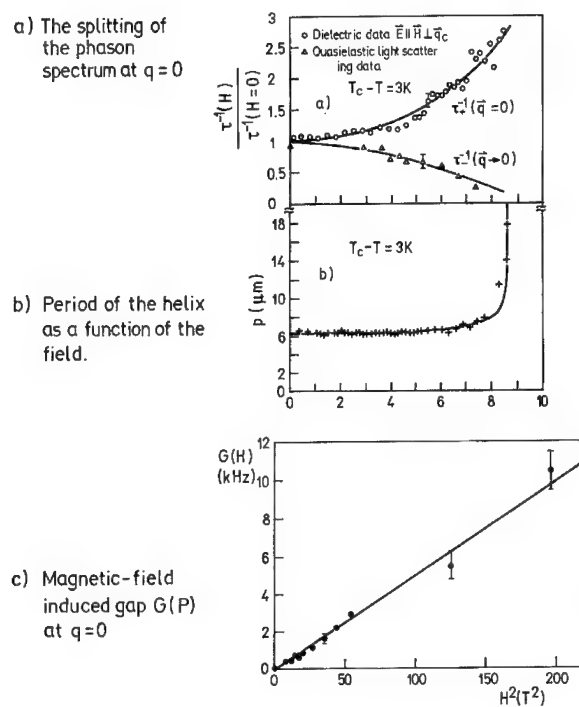 a) The splitting of the phason spectrum at q=0
τ⁻¹(H)
τ⁻¹(H=0)
3
2.5
2
1.5
1
0.5
0
○ Dielectric data E⃗∥H⃗⊥q⃗c
△ Quasielastic light scatter
ing data
Tc-T=3K
a)
τ₊⁻¹(q⃗=0)
τ₋⁻¹(q⃗→0)
b) Period of the helix
as a function of the
field.
p (μm)
18
14
10
8
6
4
2
0
Tc-T=3K
b)
0 2 4 6 8 10
c) Magnetic-field
induced gap G(P)
at q=0
G(H)
(kHz)
12
10
8
6
4
2
0
0 50 100 150 200
H²(T²)